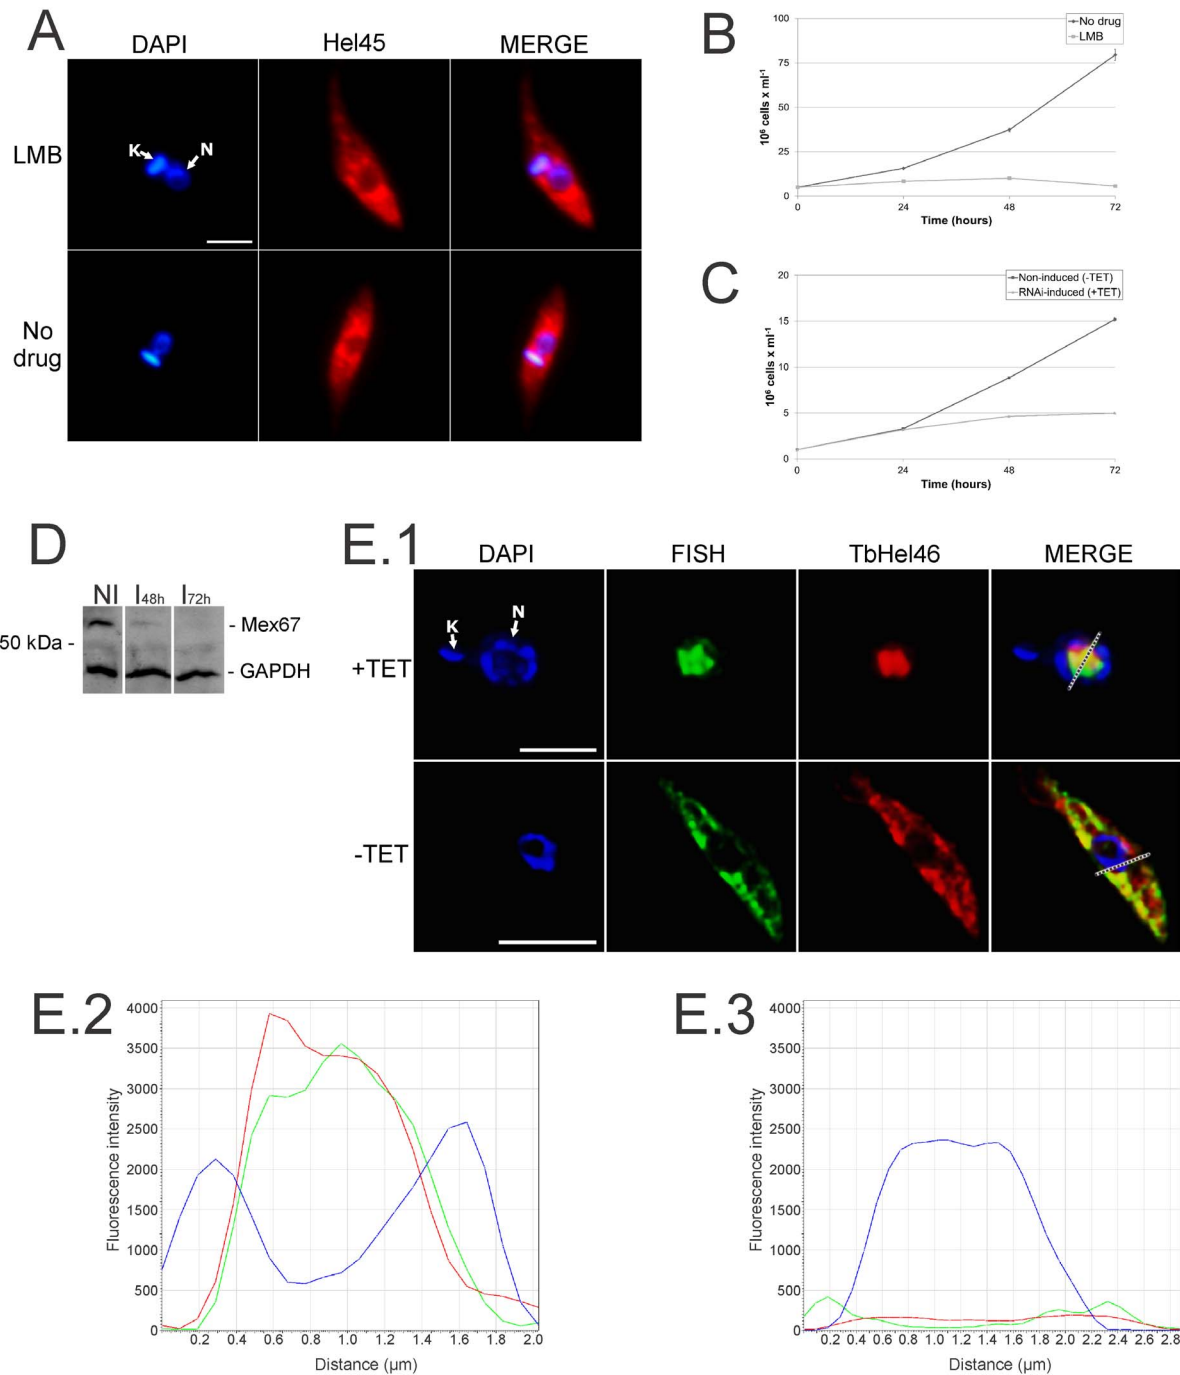 A
DAPI Hel45 MERGE
LMB
K N
No
drug
B
No drug
LMB
10⁶ cells x ml⁻¹
100
75
50
25
0
0 24 48 72
Time (hours)
C
Non-induced (-TET)
RNAi-induced (+TET)
10⁶ cells x ml⁻¹
20
15
10
5
0
0 24 48 72
Time (hours)
D
NI I48h I72h
- Mex67
50 kDa -
- GAPDH
E.1
DAPI FISH TbHel46 MERGE
+TET
K N
-TET
E.2
Fluorescence intensity
4000
3500
3000
2500
2000
1500
1000
500
0
0.2 0.4 0.6 0.8 1.0 1.2 1.4 1.6 1.8 2.0
Distance (µm)
E.3
Fluorescence intensity
4000
3500
3000
2500
2000
1500
1000
500
0
0.2 0.4 0.6 0.8 1.0 1.2 1.4 1.6 1.8 2.0 2.2 2.4 2.6 2.8
Distance (µm)